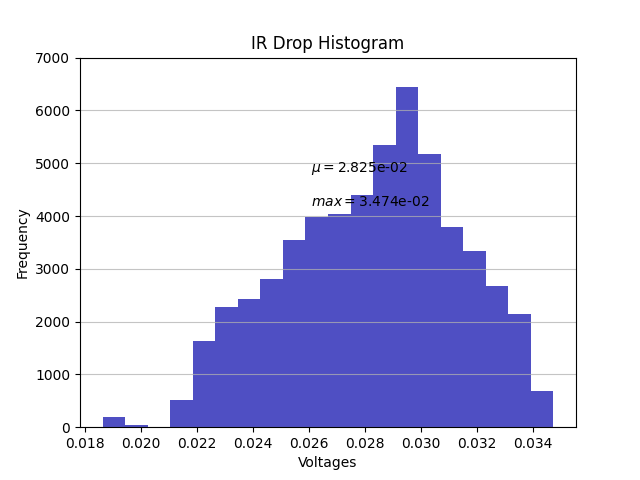 IR Drop Histogram
7000
6000
5000
4000
3000
2000
1000
0
Frequency
μ = 2.825e-02
max = 3.474e-02
0.018 0.020 0.022 0.024 0.026 0.028 0.030 0.032 0.034
Voltages